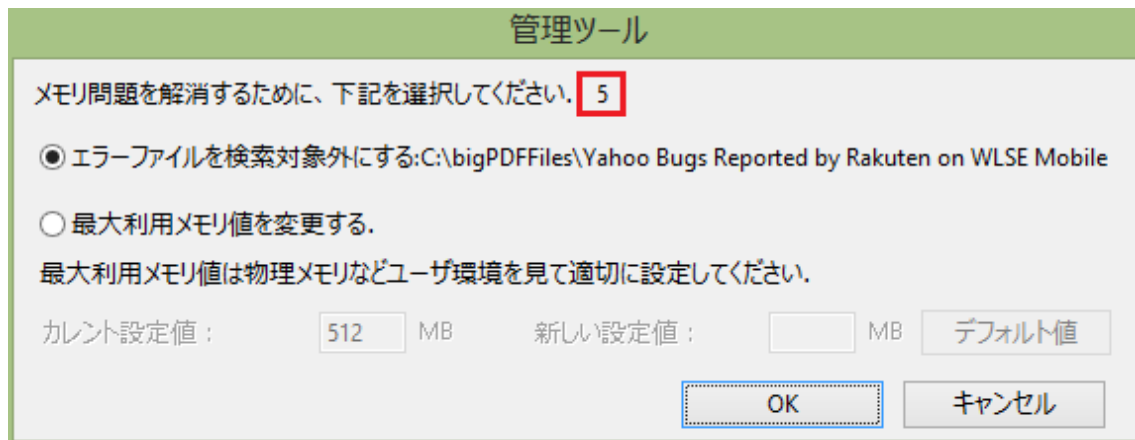 管理ツール
メモリ問題を解消するために、下記を選択してください. 5
エラーファイルを検索対象外にする:C:\bigPDFFiles\Yahoo Bugs Reported by Rakuten on WLSE Mobile
最大利用メモリ値を変更する.
最大利用メモリ値は物理メモリなどユーザ環境を見て適切に設定してください.
カレント設定値 : 512 MB 新しい設定値 : MB デフォルト値
OK キャンセル